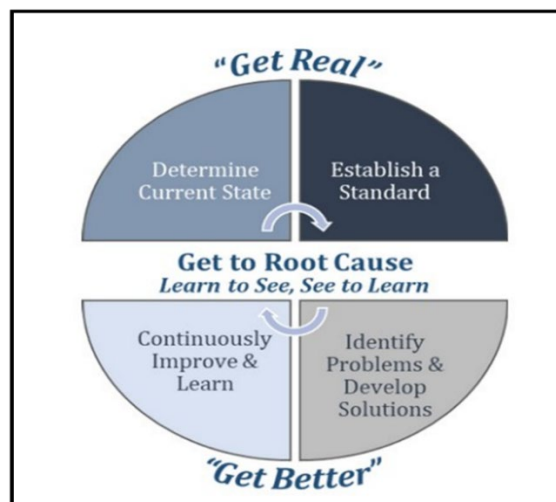 "Get Real"
Determine
Current State
Establish a
Standard
Get to Root Cause
Learn to See, See to Learn
Continuously
Improve &
Learn
Identify
Problems &
Develop
Solutions
"Get Better"